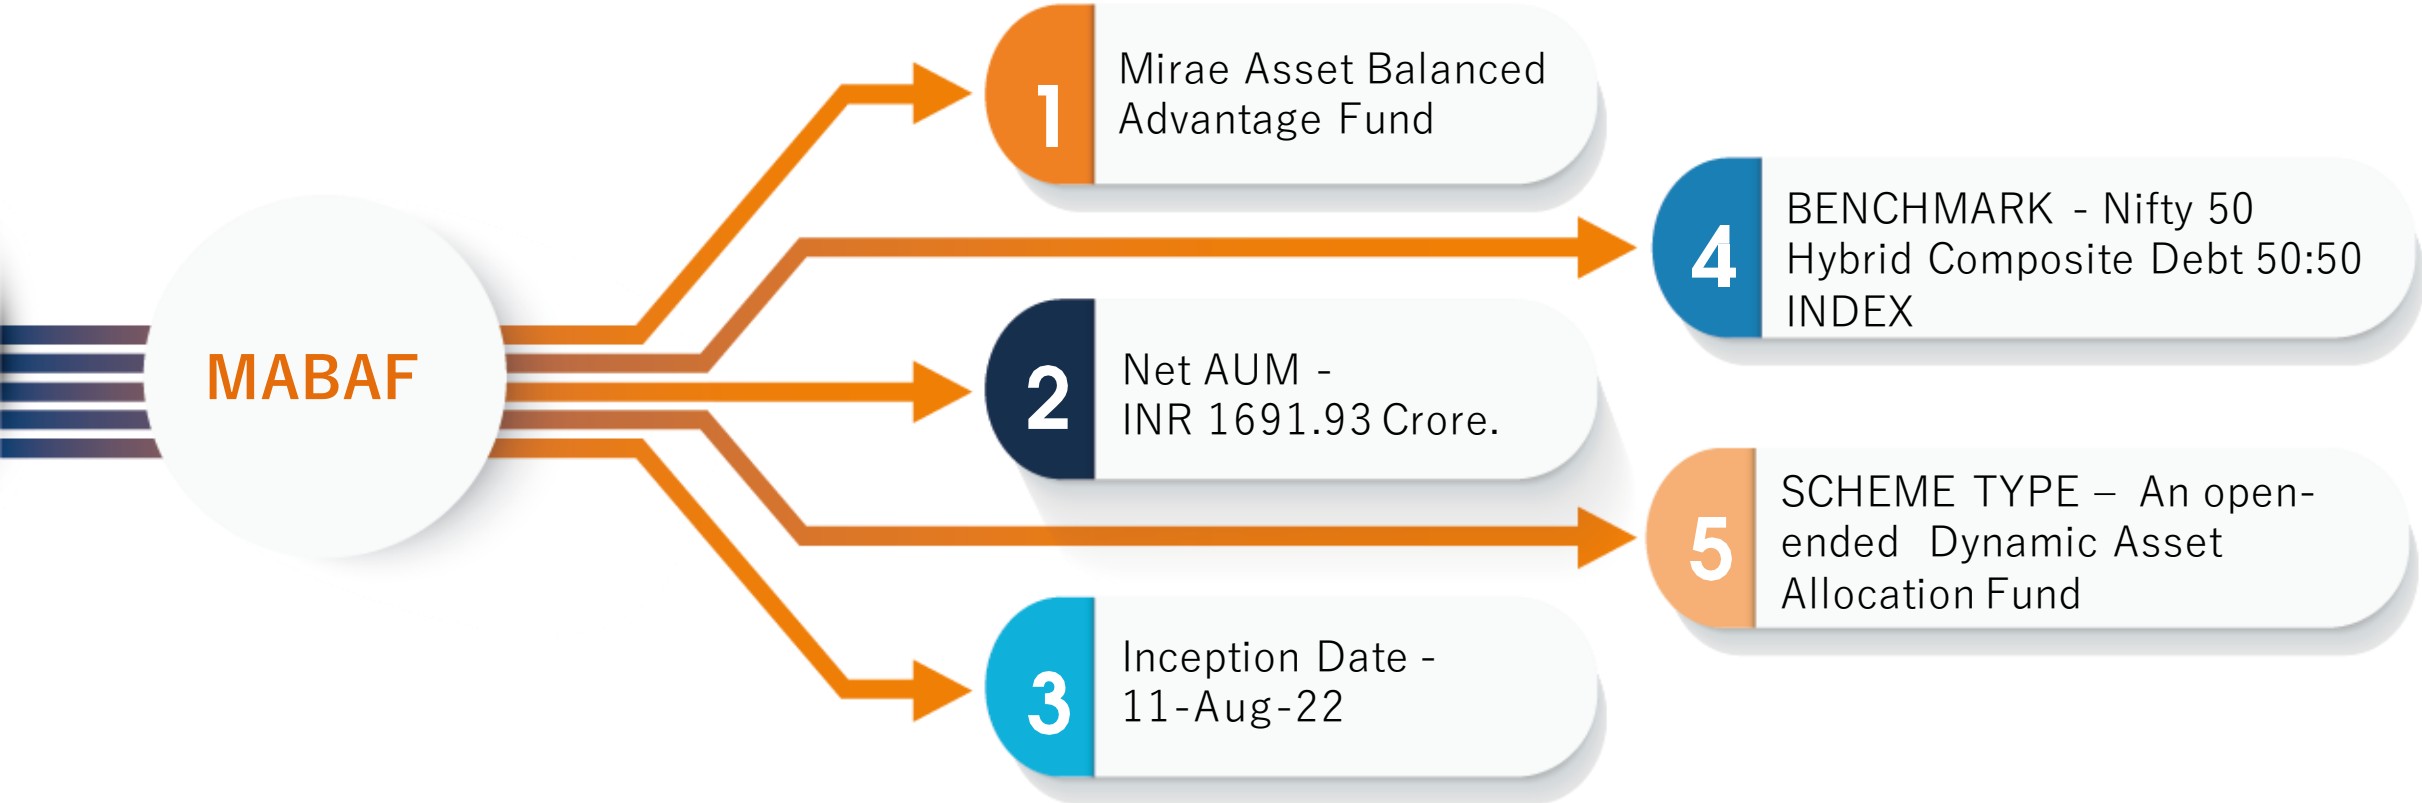 MABAF
1
Mirae Asset Balanced
Advantage Fund
2
Net AUM -
INR 1691.93 Crore.
3
Inception Date -
11-Aug-22
4
BENCHMARK - Nifty 50
Hybrid Composite Debt 50:50
INDEX
5
SCHEME TYPE – An open-
ended Dynamic Asset
Allocation Fund